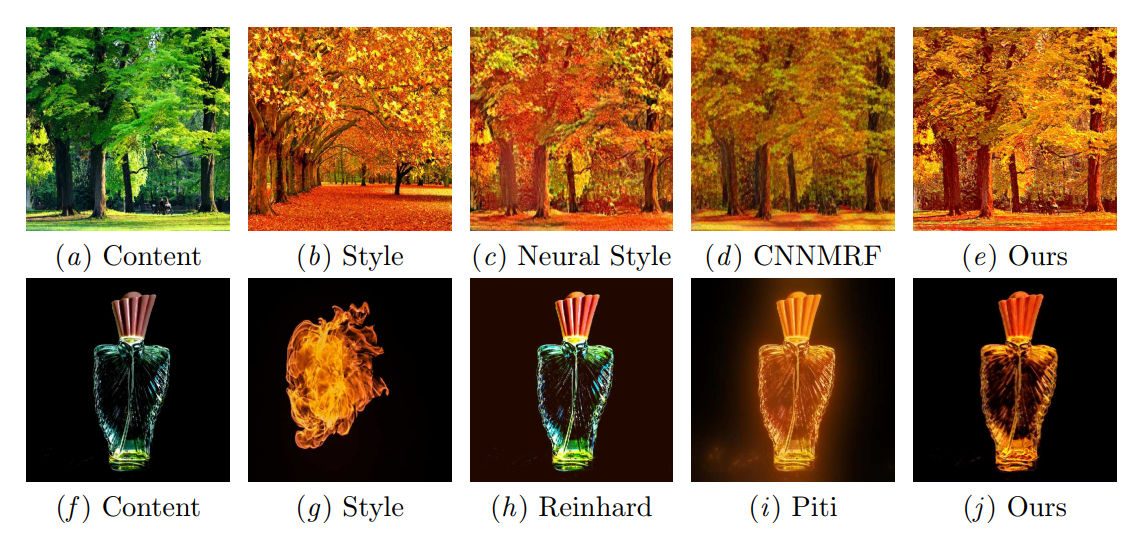 (a) Content (b) Style (c) Neural Style (d) CNNMRF (e) Ours
(f) Content (g) Style (h) Reinhard (i) Piti (j) Ours